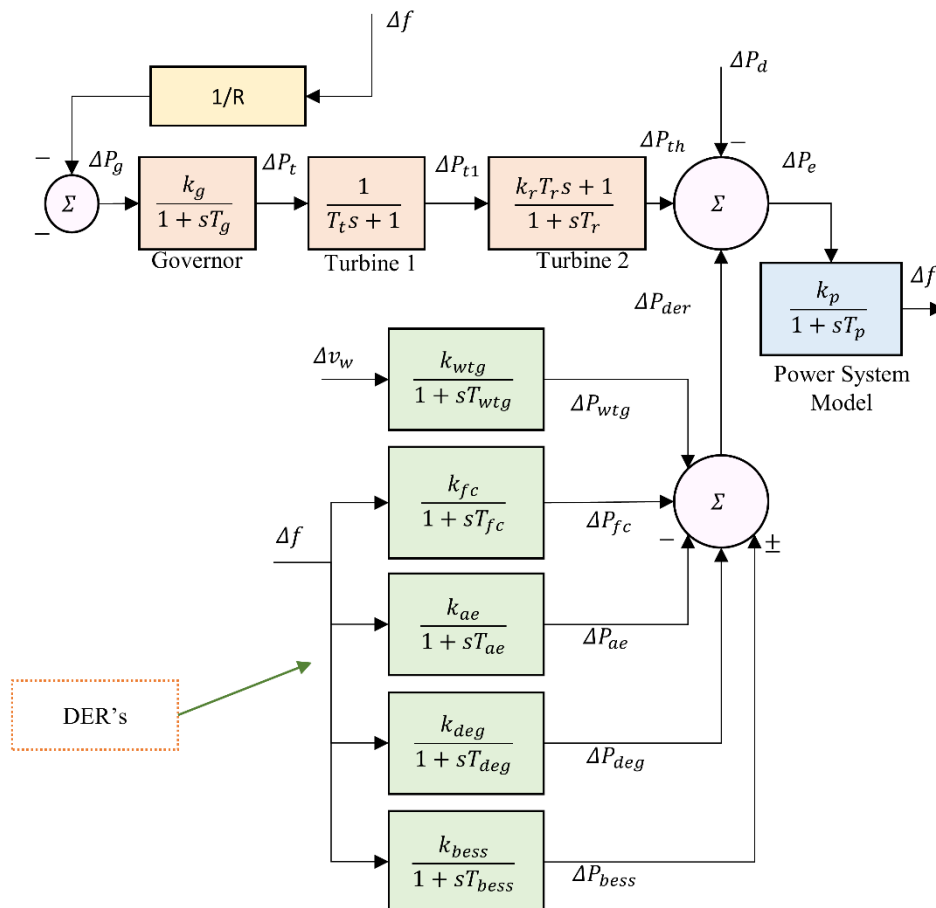 Δf
1/R
ΔP_d
−
−
ΔP_g
k_g
1 + sT_g
Governor
ΔP_t
1
T_t s + 1
Turbine 1
ΔP_t1
k_r T_r s + 1
1 + sT_r
Turbine 2
ΔP_th
Σ
−
Σ
ΔP_e
k_p
1 + sT_p
Δf
Power System
Model
ΔP_der
Δv_w
k_wtg
1 + sT_wtg
ΔP_wtg
Δf
k_fc
1 + sT_fc
ΔP_fc
Σ
−
±
k_ae
1 + sT_ae
ΔP_ae
DER's
k_deg
1 + sT_deg
ΔP_deg
k_bess
1 + sT_bess
ΔP_bess